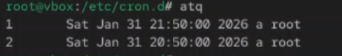 root@vbox:/etc/cron.d# atq
1 Sat Jan 31 21:50:00 2026 a root
2 Sat Jan 31 20:50:00 2026 a root